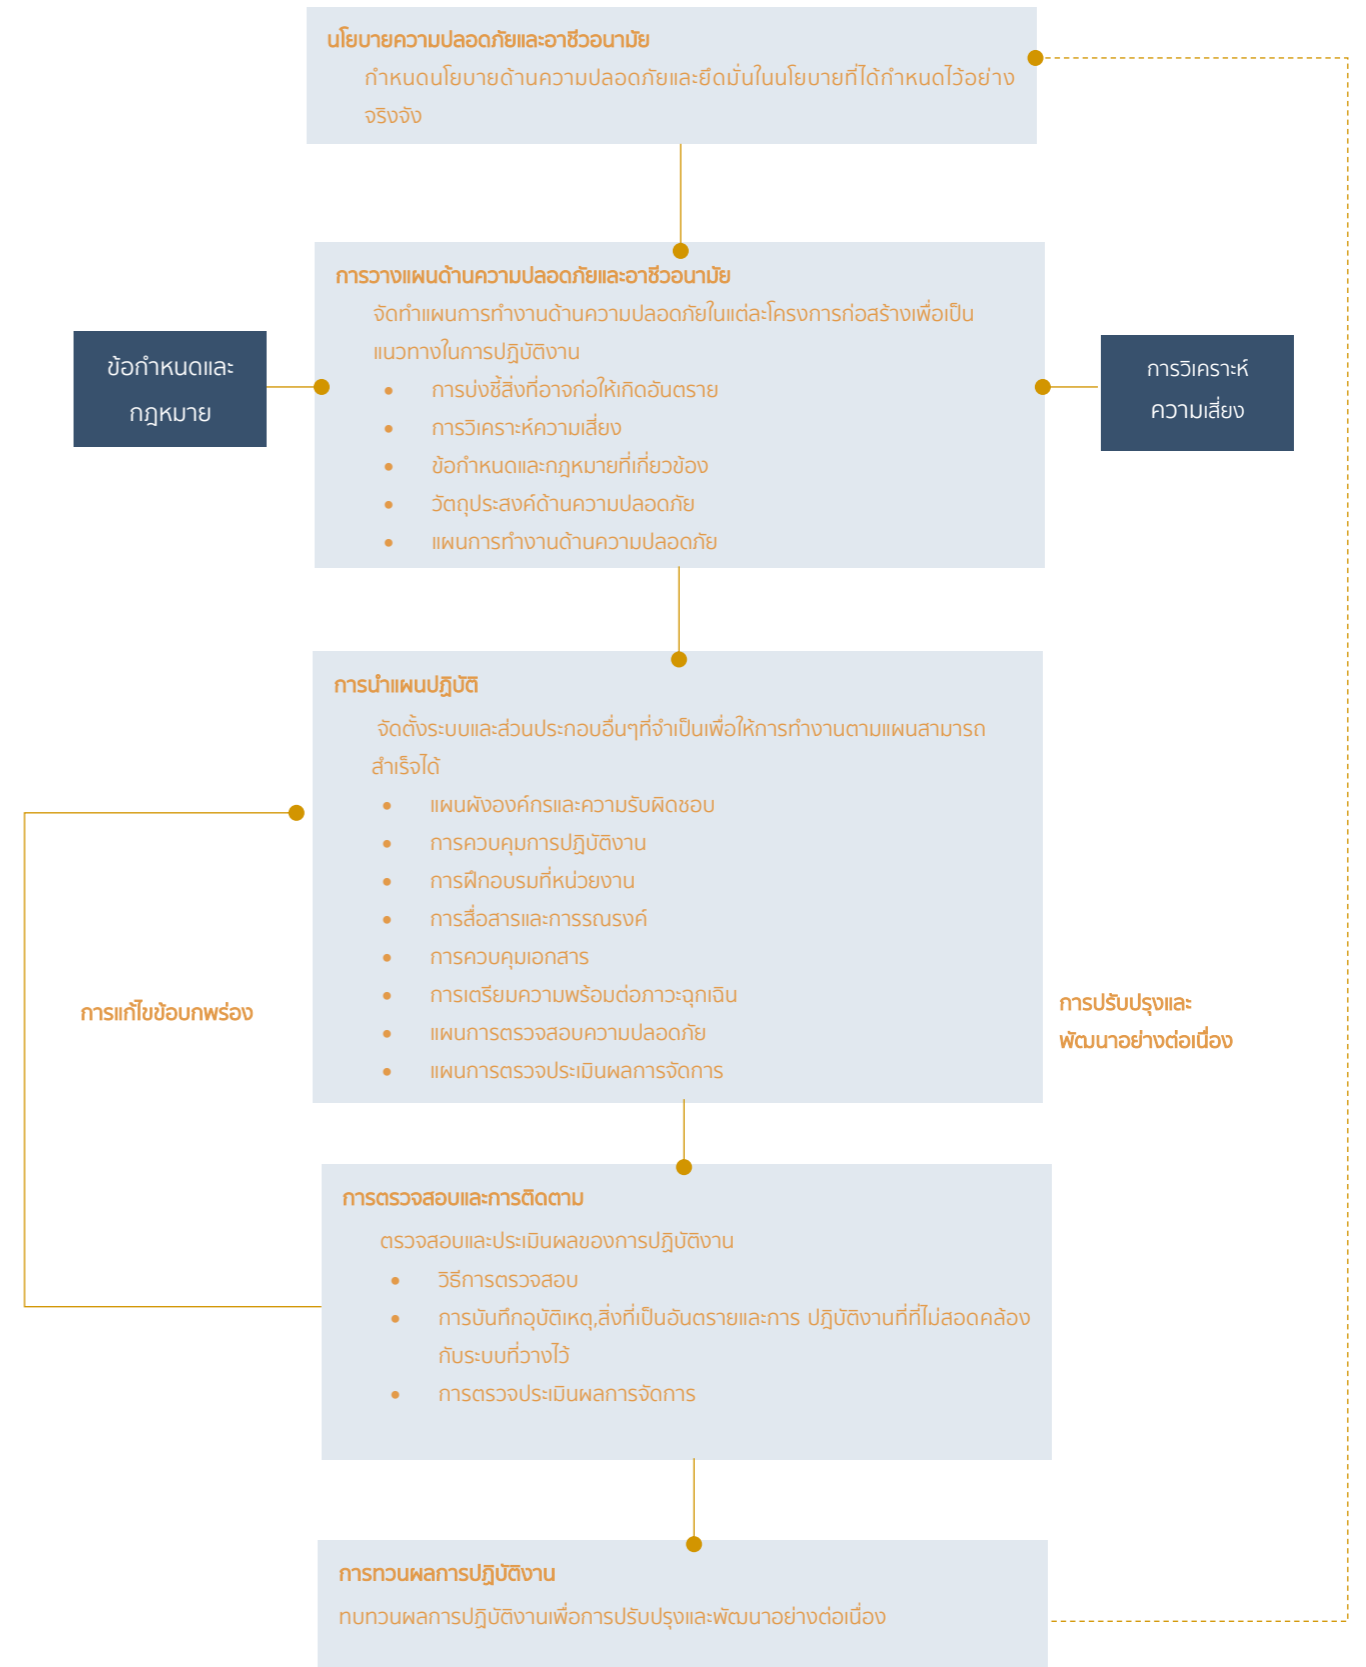 นโยบายความปลอดภัยและอาชีวอนามัย
กำหนดนโยบายด้านความปลอดภัยและยึดมั่นในนโยบายที่ได้กำหนดไว้อย่าง
จริงจัง
การวางแผนด้านความปลอดภัยและอาชีวอนามัย
จัดทำแผนการทำงานด้านความปลอดภัยในแต่ละโครงการก่อสร้างเพื่อเป็น
แนวทางในการปฏิบัติงาน
• การบ่งชี้สิ่งที่อาจก่อให้เกิดอันตราย
• การวิเคราะห์ความเสี่ยง
• ข้อกำหนดและกฎหมายที่เกี่ยวข้อง
• วัตถุประสงค์ด้านความปลอดภัย
• แผนการทำงานด้านความปลอดภัย
ข้อกำหนดและ
กฎหมาย
การวิเคราะห์
ความเสี่ยง
การนำแผนปฏิบัติ
จัดตั้งระบบและส่วนประกอบอื่นๆที่จำเป็นเพื่อให้การทำงานตามแผนสามารถ
สำเร็จได้
• แผนผังองค์กรและความรับผิดชอบ
• การควบคุมการปฏิบัติงาน
• การฝึกอบรมที่หน่วยงาน
• การสื่อสารและการรณรงค์
• การควบคุมเอกสาร
• การเตรียมความพร้อมต่อภาวะฉุกเฉิน
• แผนการตรวจสอบความปลอดภัย
• แผนการตรวจประเมินผลการจัดการ
การแก้ไขข้อบกพร่อง
การปรับปรุงและ
พัฒนาอย่างต่อเนื่อง
การตรวจสอบและการติดตาม
ตรวจสอบและประเมินผลของการปฏิบัติงาน
• วิธีการตรวจสอบ
• การบันทึกอุบัติเหตุ,สิ่งที่เป็นอันตรายและการ ปฎิบัติงานที่ที่ไม่สอดคล้อง
กับระบบที่วางไว้
• การตรวจประเมินผลการจัดการ
การทวนผลการปฏิบัติงาน
ทบทวนผลการปฏิบัติงานเพื่อการปรับปรุงและพัฒนาอย่างต่อเนื่อง